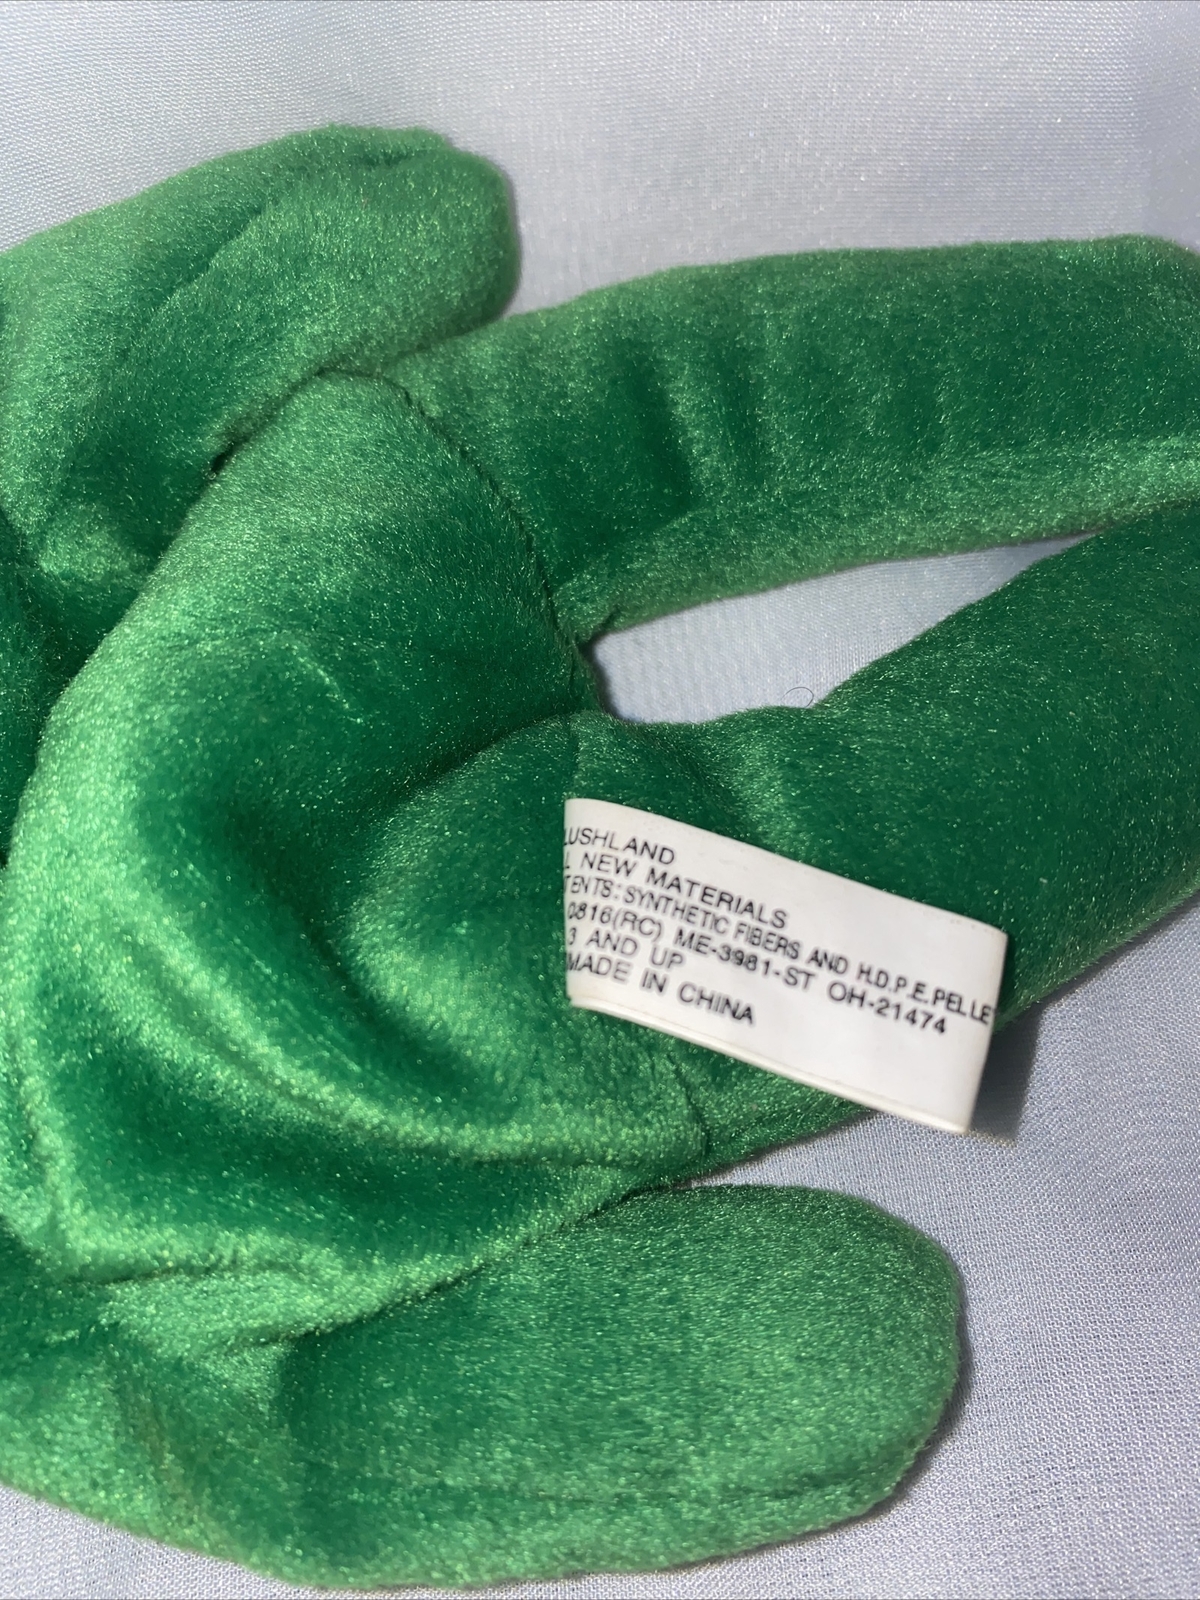 LUSHLAND
L NEW MATERIALS
TENTS: SYNTHETIC FIBERS AND H.D.P.E. PELLE
0816(RC) ME-3981-ST OH-21474
3 AND UP
MADE IN CHINA